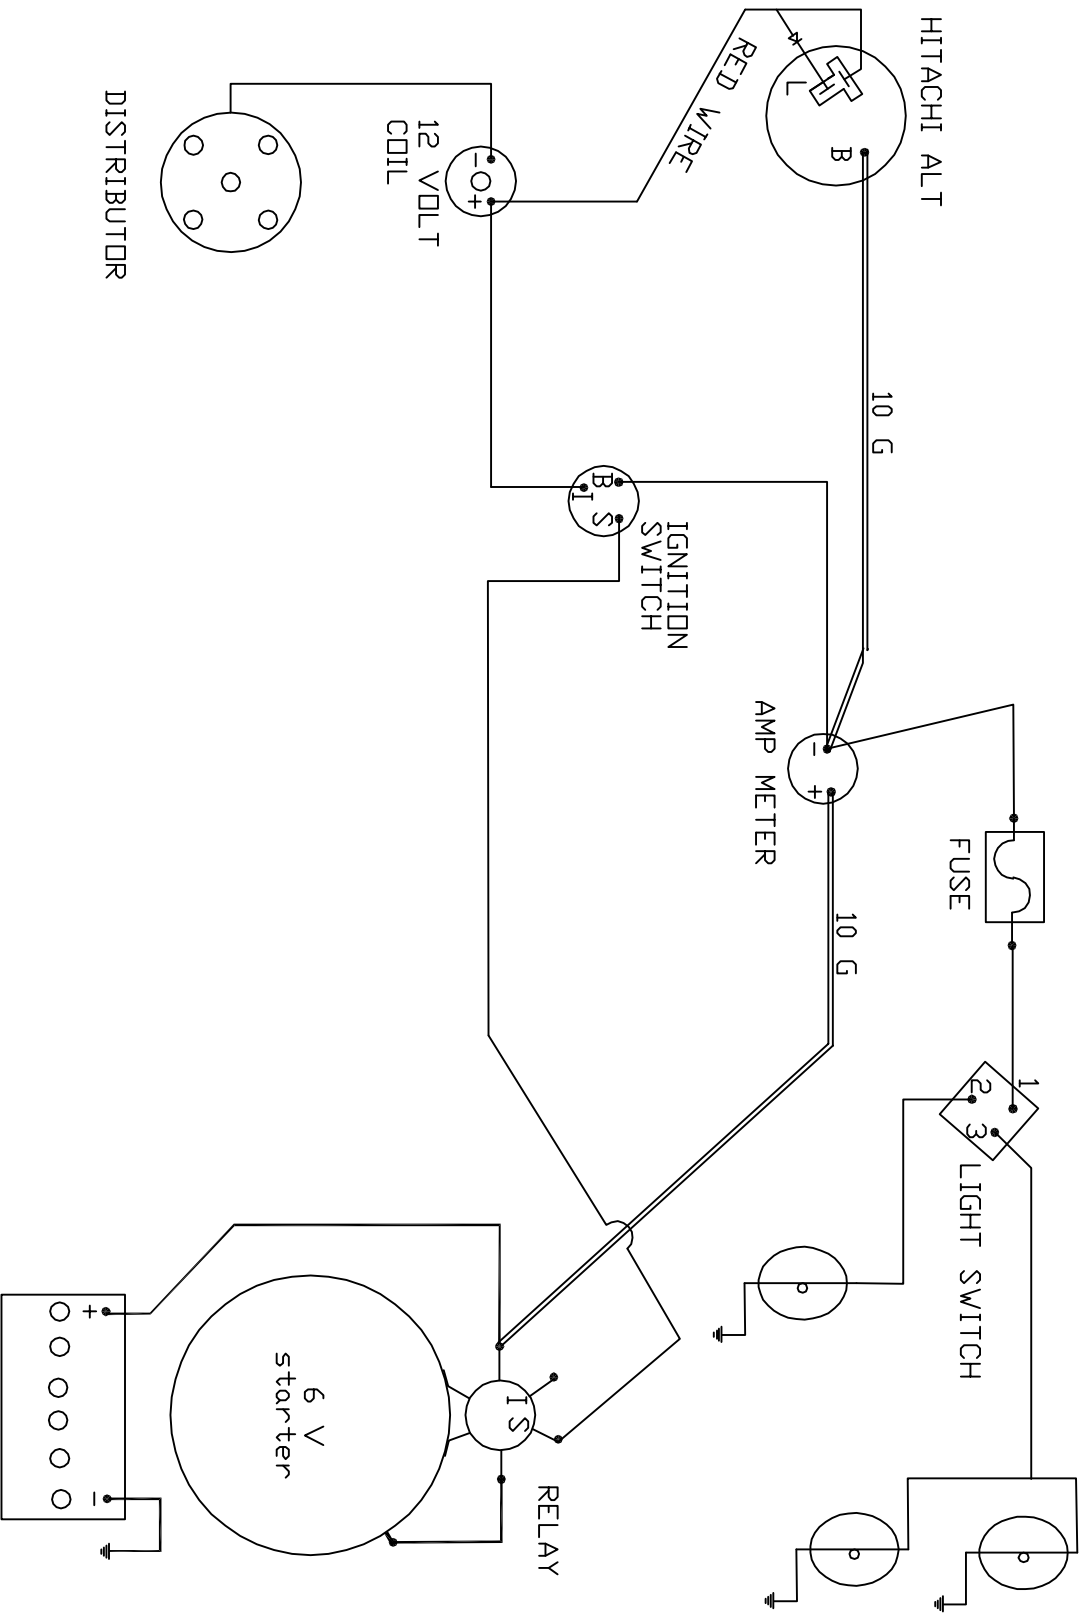 HITACHI ALT
L
B
RED WIRE
10 G
12 VOLT
COIL
-
+
DISTRIBUTOR
IGNITION
SWITCH
B
I
S
AMP METER
-
+
10 G
FUSE
1
2
3
LIGHT SWITCH
I S
RELAY
6 V
starter
+
-